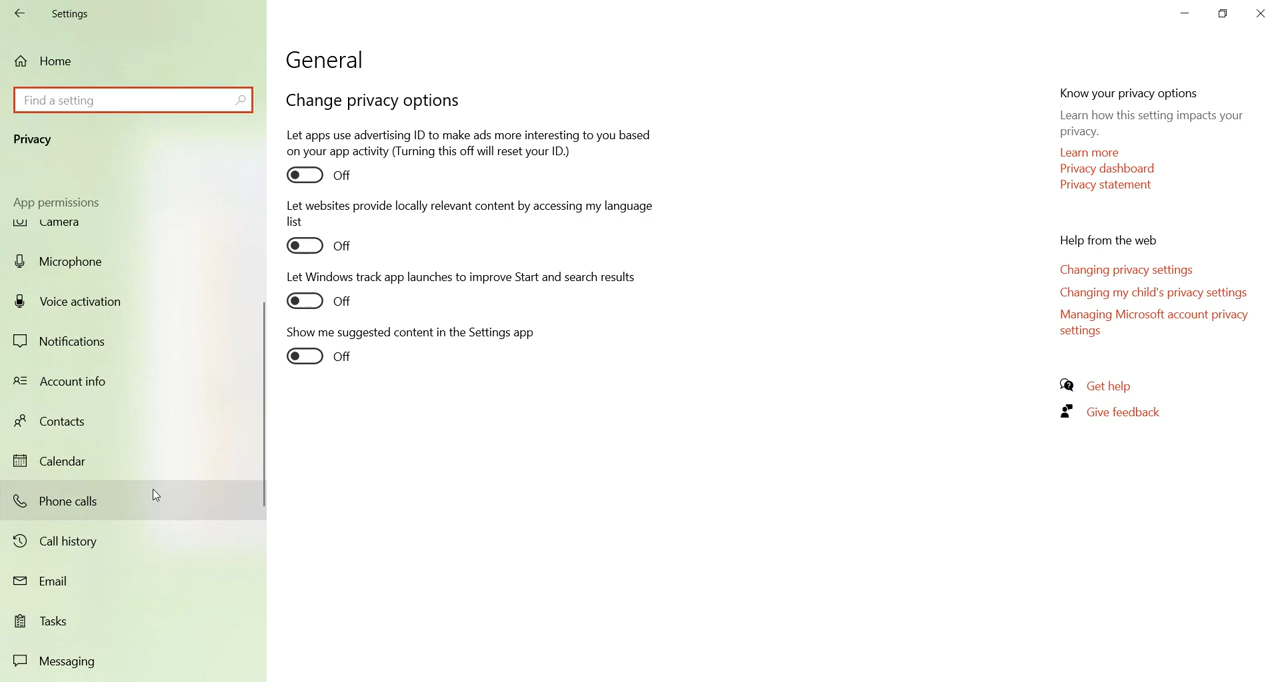 Settings
Home
Find a setting
Privacy
App permissions
Camera
Microphone
Voice activation
Notifications
Account info
Contacts
Calendar
Phone calls
Call history
Email
Tasks
Messaging
General
Change privacy options
Let apps use advertising ID to make ads more interesting to you based
on your app activity (Turning this off will reset your ID.)
Off
Let websites provide locally relevant content by accessing my language
list
Off
Let Windows track app launches to improve Start and search results
Off
Show me suggested content in the Settings app
Off
Know your privacy options
Learn how this setting impacts your
privacy.
Learn more
Privacy dashboard
Privacy statement
Help from the web
Changing privacy settings
Changing my child's privacy settings
Managing Microsoft account privacy
settings
Get help
Give feedback